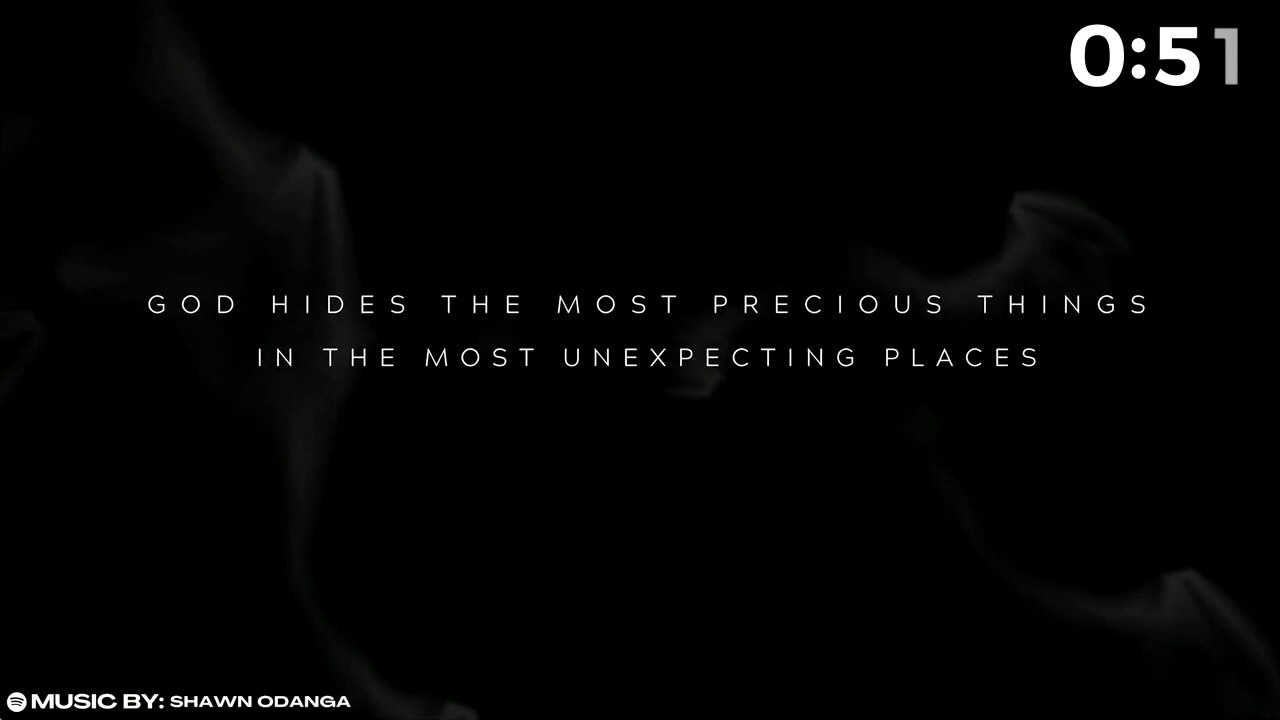 0:51
GOD HIDES THE MOST PRECIOUS THINGS
IN THE MOST UNEXPECTING PLACES
MUSIC BY: SHAWN ODANGA